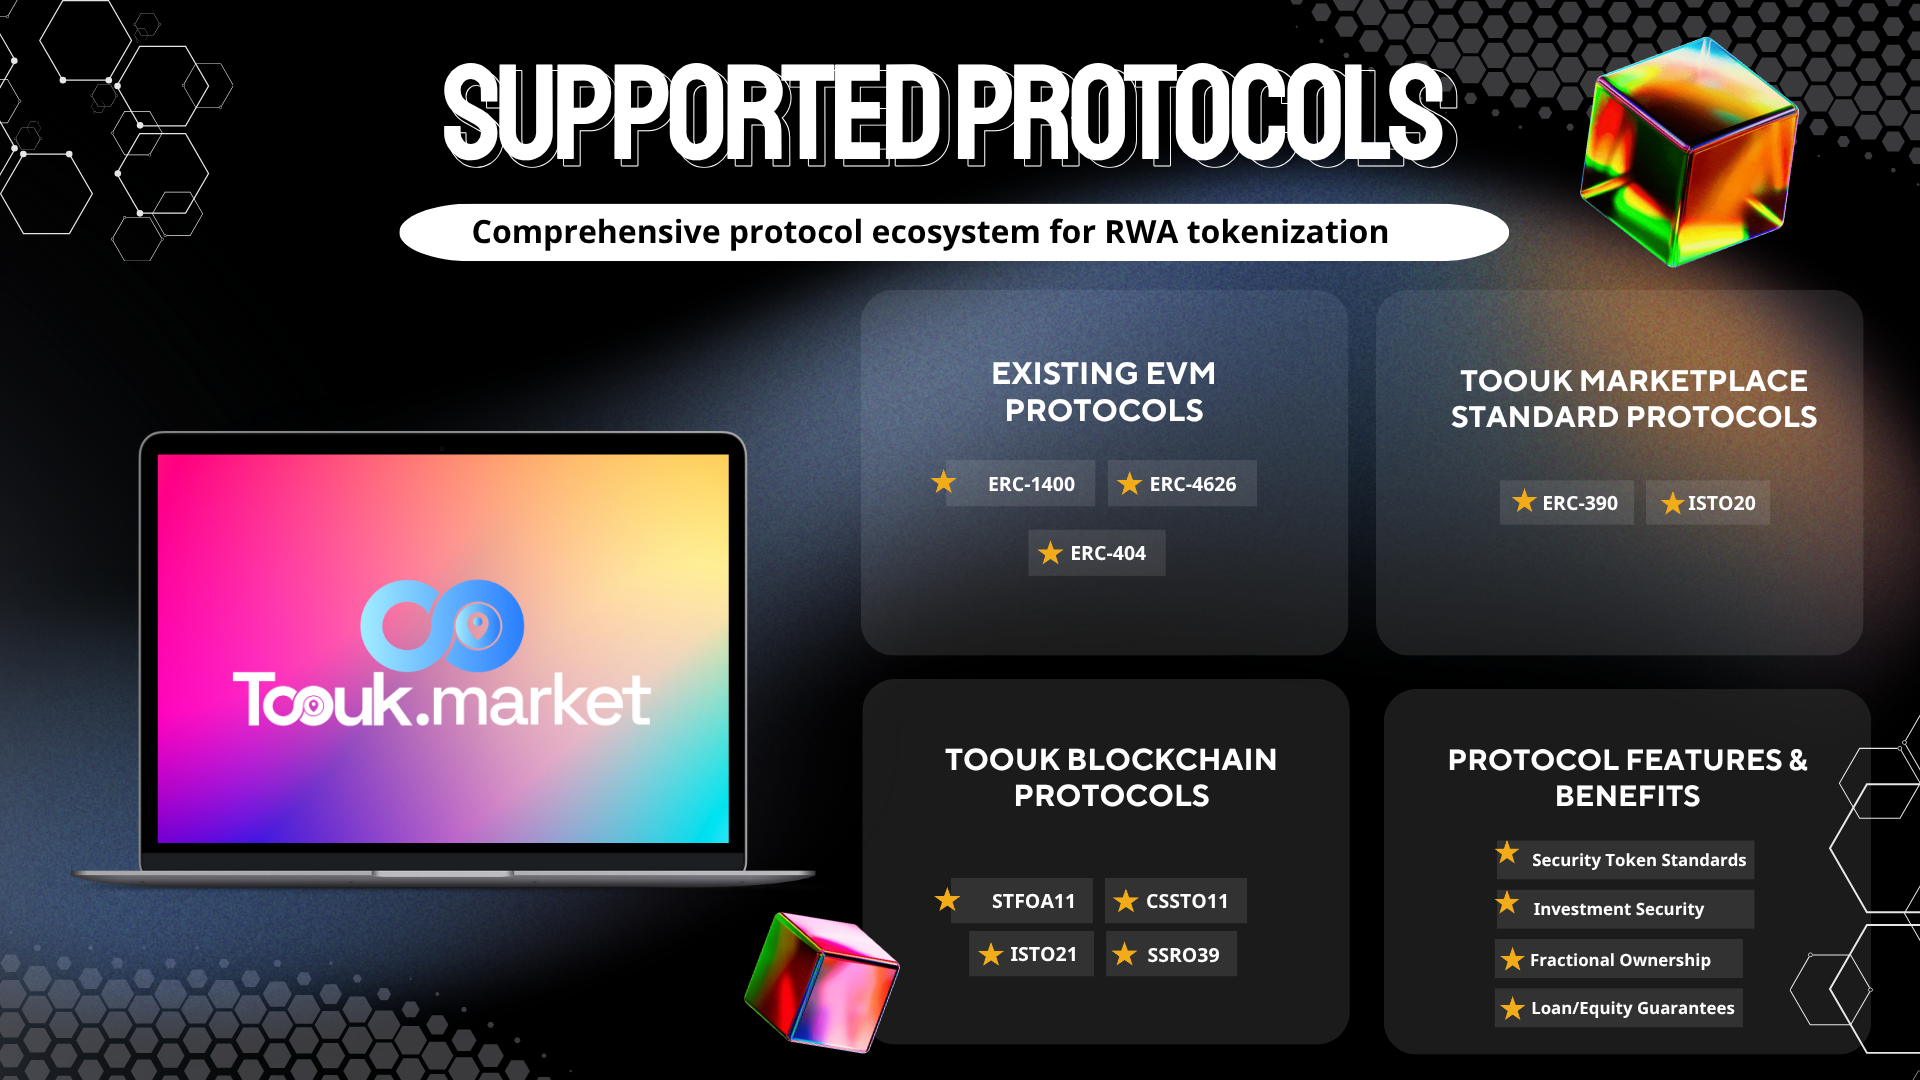 SUPPORTED PROTOCOLS
Comprehensive protocol ecosystem for RWA tokenization
Toouk.market
EXISTING EVM
PROTOCOLS
ERC-1400
ERC-4626
ERC-404
TOOUK MARKETPLACE
STANDARD PROTOCOLS
ERC-390
ISTO20
TOOUK BLOCKCHAIN
PROTOCOLS
STFOA11
CSSTO11
ISTO21
SSRO39
PROTOCOL FEATURES &
BENEFITS
Security Token Standards
Investment Security
Fractional Ownership
Loan/Equity Guarantees